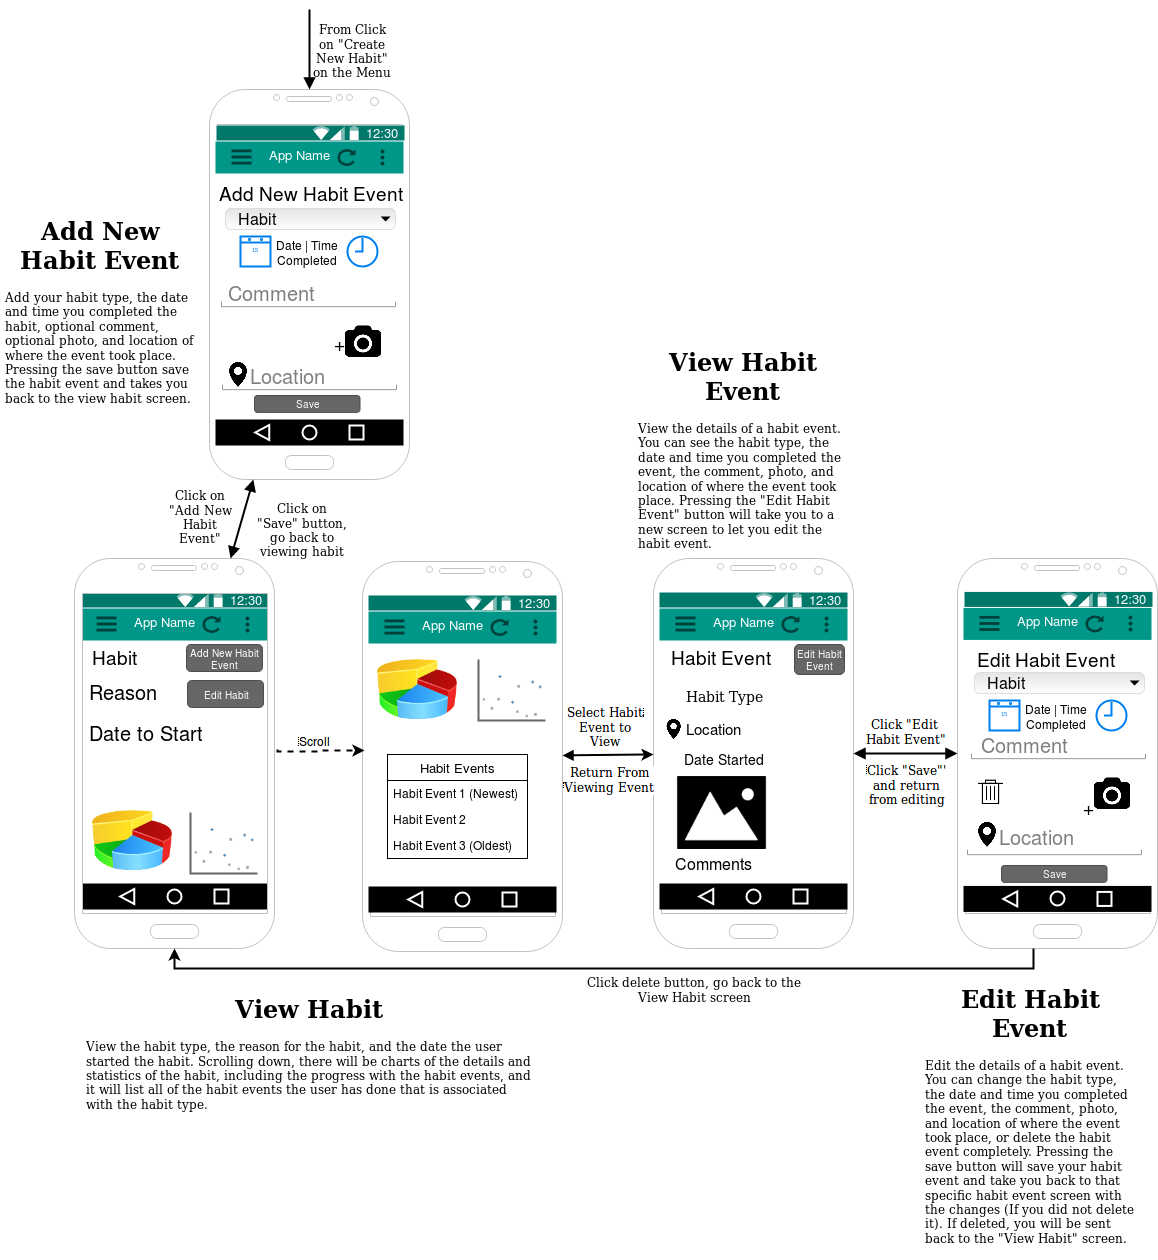 From Click
on "Create
New Habit"
on the Menu
12:30
App Name
Add New Habit Event
Habit
15
Date | Time
Completed
Comment
+
Location
Save
Add New
Habit Event
Add your habit type, the date
and time you completed the
habit, optional comment,
optional photo, and location of
where the event took place.
Pressing the save button save
the habit event and takes you
back to the view habit screen.
Click on
"Add New
Habit
Event"
Click on
"Save" button,
go back to
viewing habit
View Habit
Event
View the details of a habit event.
You can see the habit type, the
date and time you completed the
event, the comment, photo, and
location of where the event took
place. Pressing the "Edit Habit
Event" button will take you to a
new screen to let you edit the
habit event.
12:30
App Name
Habit
Add New Habit
Event
Reason
Edit Habit
Date to Start
Scroll
12:30
App Name
Habit Events
Habit Event 1 (Newest)
Habit Event 2
Habit Event 3 (Oldest)
Select Habit
Event to
View
Return From
Viewing Event
12:30
App Name
Habit Event
Edit Habit
Event
Habit Type
Location
Date Started
Comments
Click "Edit
Habit Event"
Click "Save"'
and return
from editing
12:30
App Name
Edit Habit Event
Habit
15
Date | Time
Completed
Comment
+
Location
Save
Click delete button, go back to the
View Habit screen
View Habit
View the habit type, the reason for the habit, and the date the user
started the habit. Scrolling down, there will be charts of the details and
statistics of the habit, including the progress with the habit events, and
it will list all of the habit events the user has done that is associated
with the habit type.
Edit Habit
Event
Edit the details of a habit event.
You can change the habit type,
the date and time you completed
the event, the comment, photo,
and location of where the event
took place, or delete the habit
event completely. Pressing the
save button will save your habit
event and take you back to that
specific habit event screen with
the changes (If you did not delete
it). If deleted, you will be sent
back to the "View Habit" screen.